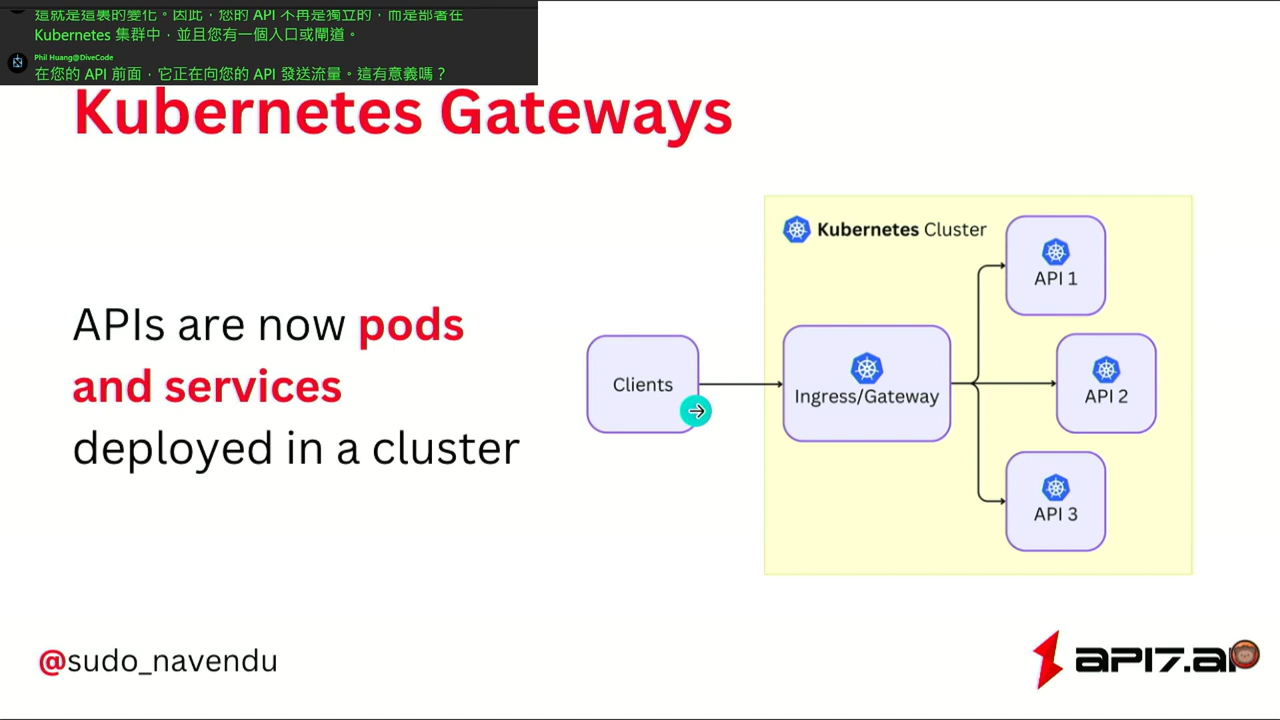 這就是這裏的變化。因此，您的 API 不再是獨立的，而是部署在
Kubernetes 集群中，並且您有一個入口或閘道。
Phil Huang@DiveCode
在您的 API 前面，它正在向您的 API 發送流量。這有意義嗎？
Kubernetes Gateways
APIs are now pods
and services
deployed in a cluster
Clients
Kubernetes Cluster
Ingress/Gateway
API 1
API 2
API 3
@sudo_navendu
API7.ai